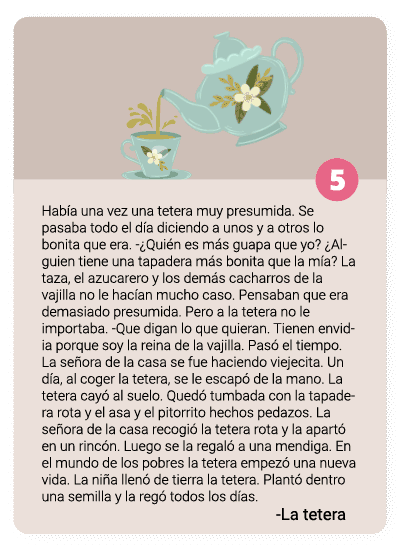 5
Había una vez una tetera muy presumida. Se
pasaba todo el día diciendo a unos y a otros lo
bonita que era. -¿Quién es más guapa que yo? ¿Al-
guien tiene una tapadera más bonita que la mía? La
taza, el azucarero y los demás cacharros de la
vajilla no le hacían mucho caso. Pensaban que era
demasiado presumida. Pero a la tetera no le
importaba. -Que digan lo que quieran. Tienen envid-
ia porque soy la reina de la vajilla. Pasó el tiempo.
La señora de la casa se fue haciendo viejecita. Un
día, al coger la tetera, se le escapó de la mano. La
tetera cayó al suelo. Quedó tumbada con la tapade-
ra rota y el asa y el pitorrito hechos pedazos. La
señora de la casa recogió la tetera rota y la apartó
en un rincón. Luego se la regaló a una mendiga. En
el mundo de los pobres la tetera empezó una nueva
vida. La niña llenó de tierra la tetera. Plantó dentro
una semilla y la regó todos los días.
-La tetera